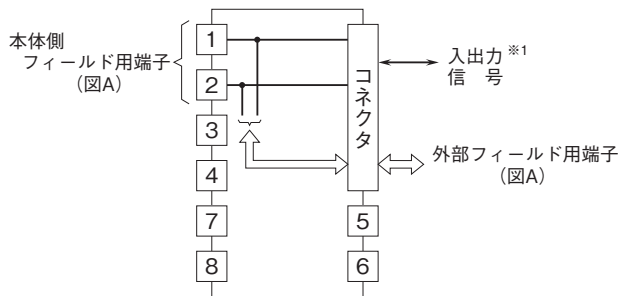 本体側
フィールド用端子
(図A)
1
2
3
4
7
8
コネクタ
5
6
入出力 ※1
信 号
外部フィールド用端子
(図A)